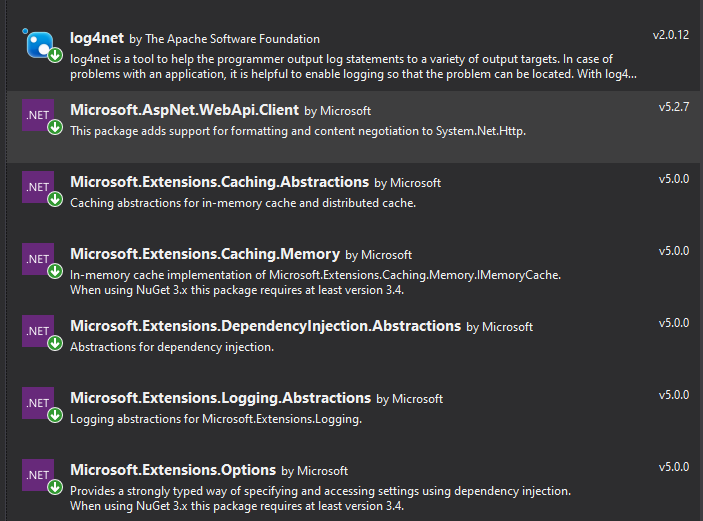 log4net by The Apache Software Foundation v2.0.12
log4net is a tool to help the programmer output log statements to a variety of output targets. In case of
problems with an application, it is helpful to enable logging so that the problem can be located. With log4...
.NET Microsoft.AspNet.WebApi.Client by Microsoft v5.2.7
This package adds support for formatting and content negotiation to System.Net.Http.
.NET Microsoft.Extensions.Caching.Abstractions by Microsoft v5.0.0
Caching abstractions for in-memory cache and distributed cache.
.NET Microsoft.Extensions.Caching.Memory by Microsoft v5.0.0
In-memory cache implementation of Microsoft.Extensions.Caching.Memory.IMemoryCache.
When using NuGet 3.x this package requires at least version 3.4.
.NET Microsoft.Extensions.DependencyInjection.Abstractions by Microsoft v5.0.0
Abstractions for dependency injection.
.NET Microsoft.Extensions.Logging.Abstractions by Microsoft v5.0.0
Logging abstractions for Microsoft.Extensions.Logging.
.NET Microsoft.Extensions.Options by Microsoft v5.0.0
Provides a strongly typed way of specifying and accessing settings using dependency injection.
When using NuGet 3.x this package requires at least version 3.4.